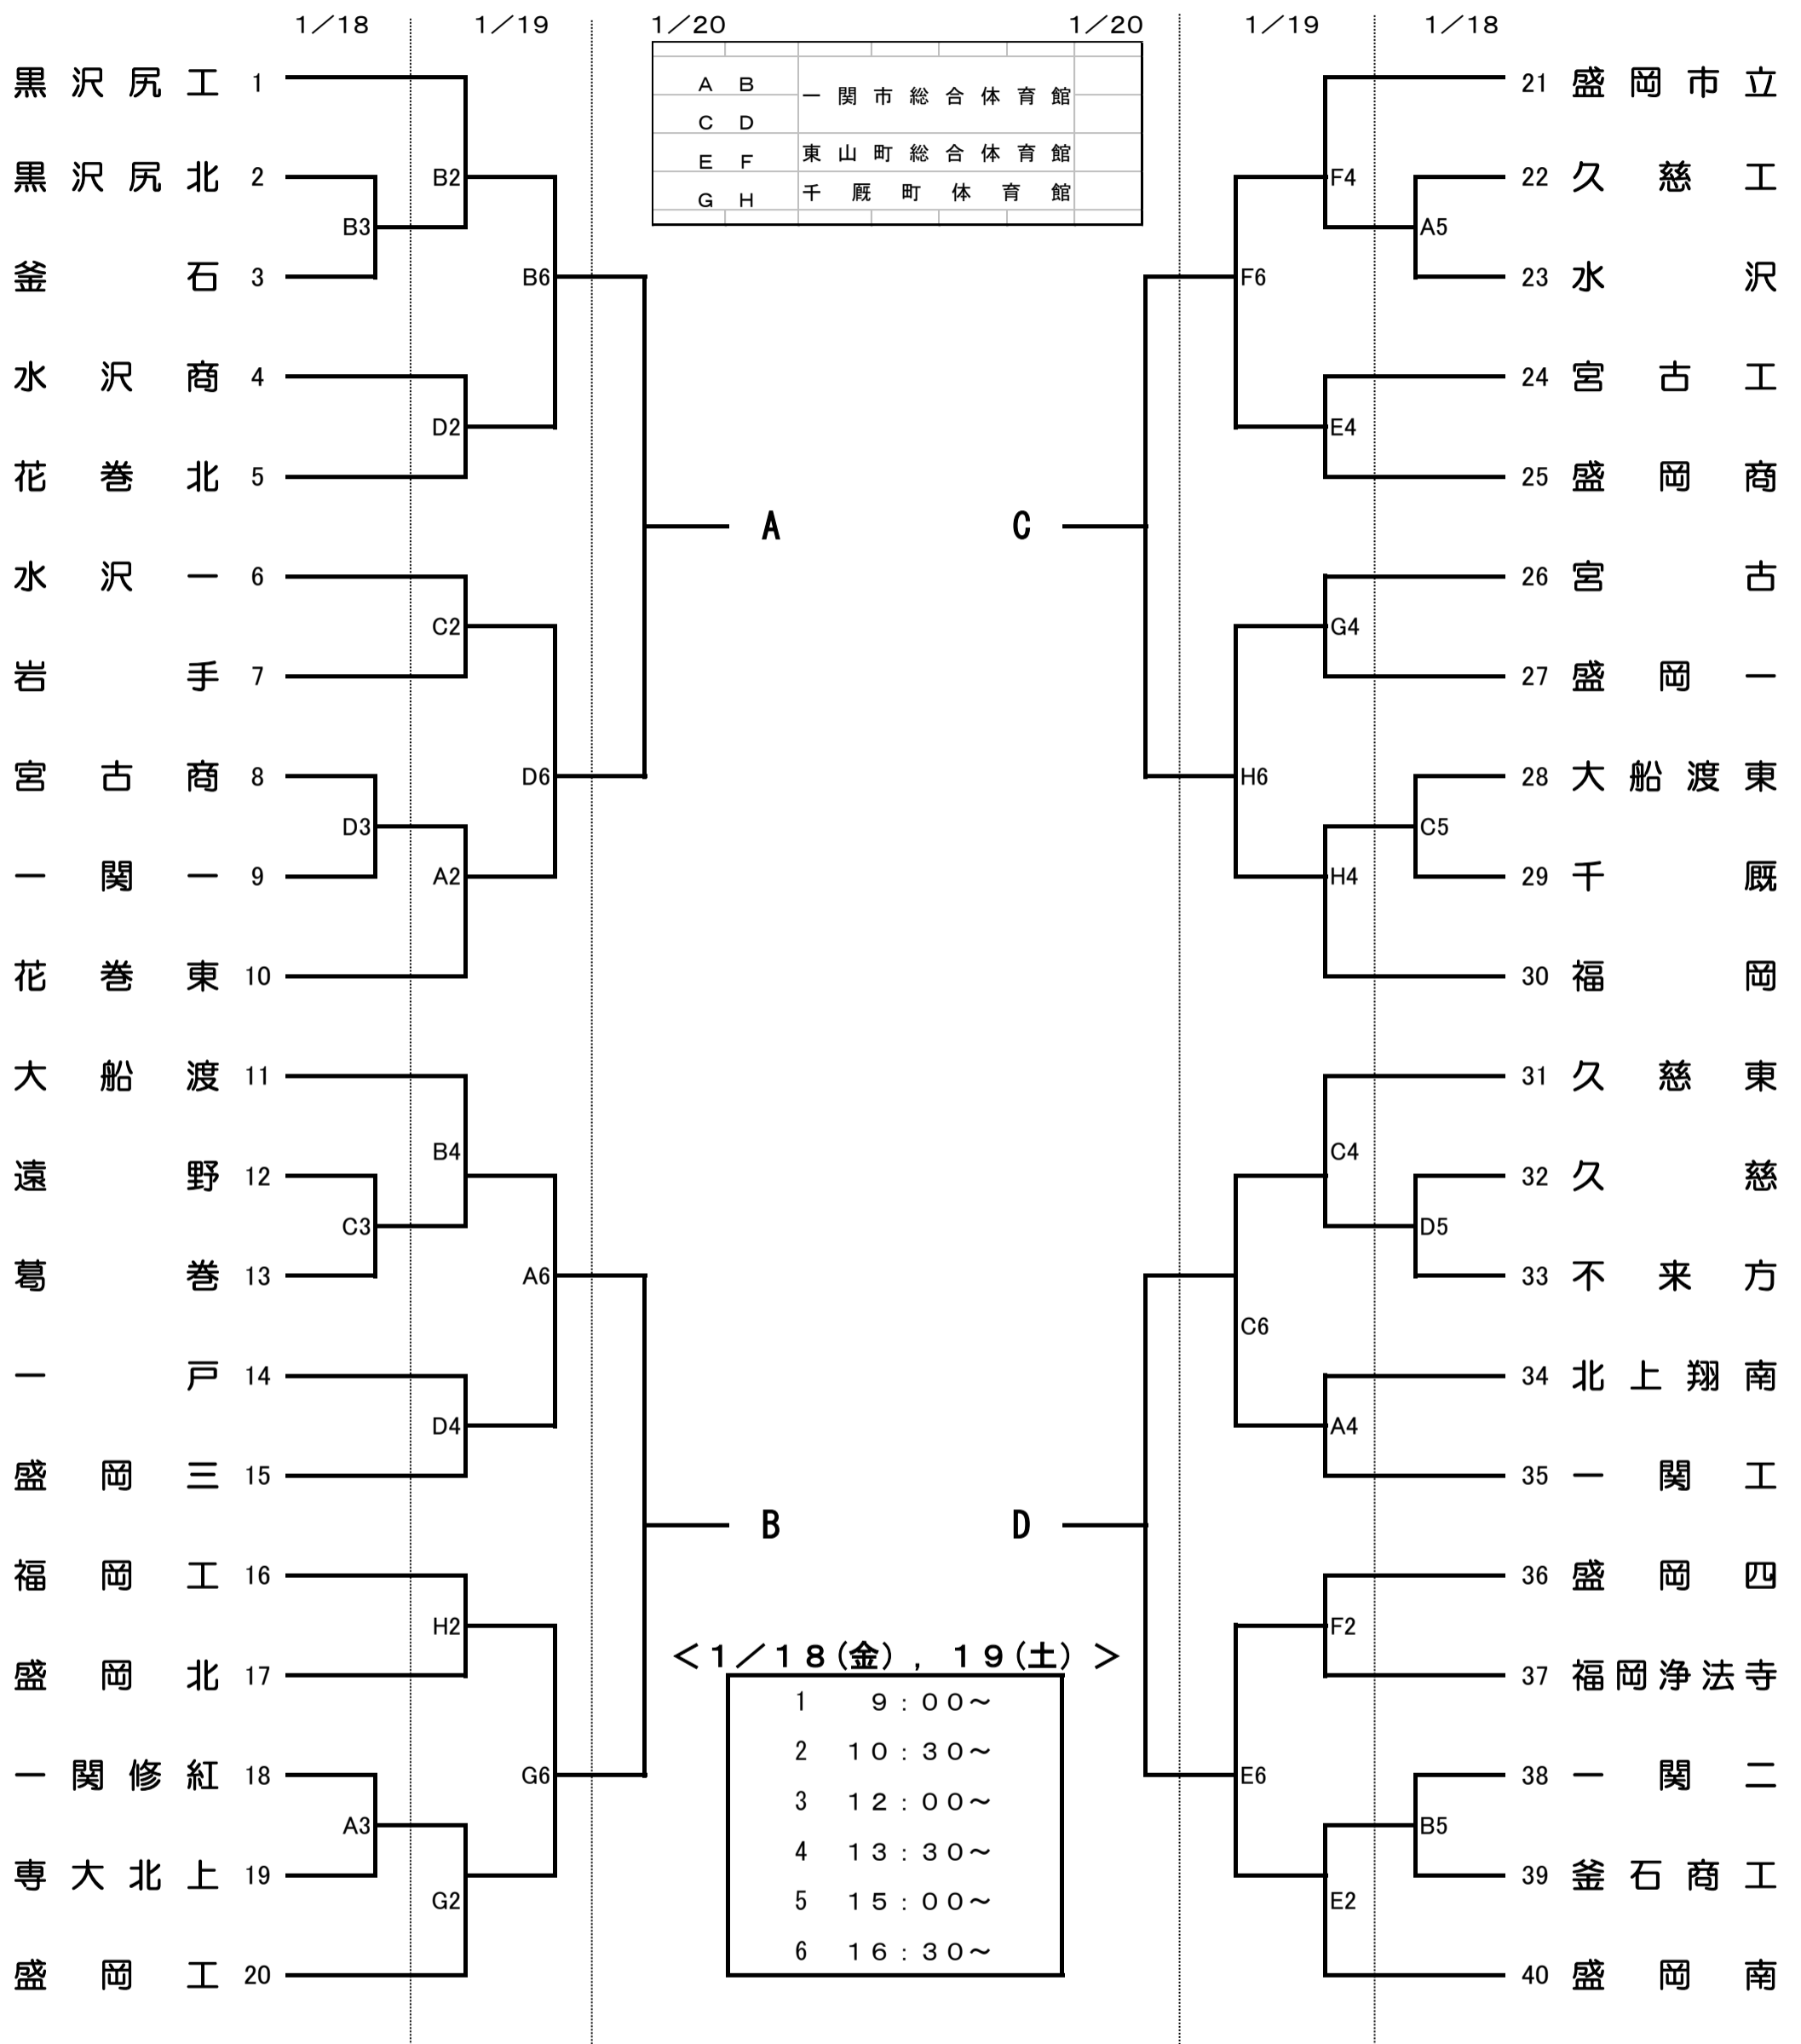 1／18 1／19 1／20 1／20 1／19 1／18
A B
一関市総合体育館
C D
E F 東山町総合体育館
G H 千厩町体育館
黒沢尻工 1
黒沢尻北 2
釜石 3
水沢商 4
花巻北 5
水沢一 6
岩手 7
宮古商 8
一関一 9
花巻東 10
大船渡 11
遠野 12
葛巻 13
一戸 14
盛岡三 15
福岡工 16
盛岡北 17
一関修紅 18
専大北上 19
盛岡工 20
B3
D3
C3
A3
B2
D2
C2
A2
B4
D4
H2
G2
B6
D6
A6
G6
A
B
C
D
F6
H6
C6
E6
F4
E4
G4
H4
C4
A4
F2
E2
A5
C5
D5
B5
21 盛岡市立
22 久慈工
23 水沢
24 宮古工
25 盛岡商
26 宮古
27 盛岡一
28 大船渡東
29 千厩
30 福岡
31 久慈東
32 久慈
33 不来方
34 北上翔南
35 一関工
36 盛岡四
37 福岡浄法寺
38 一関二
39 釜石商工
40 盛岡南
＜１／１８(金)，１９(土)＞
1 ９：００～
2 １０：３０～
3 １２：００～
4 １３：３０～
5 １５：００～
6 １６：３０～